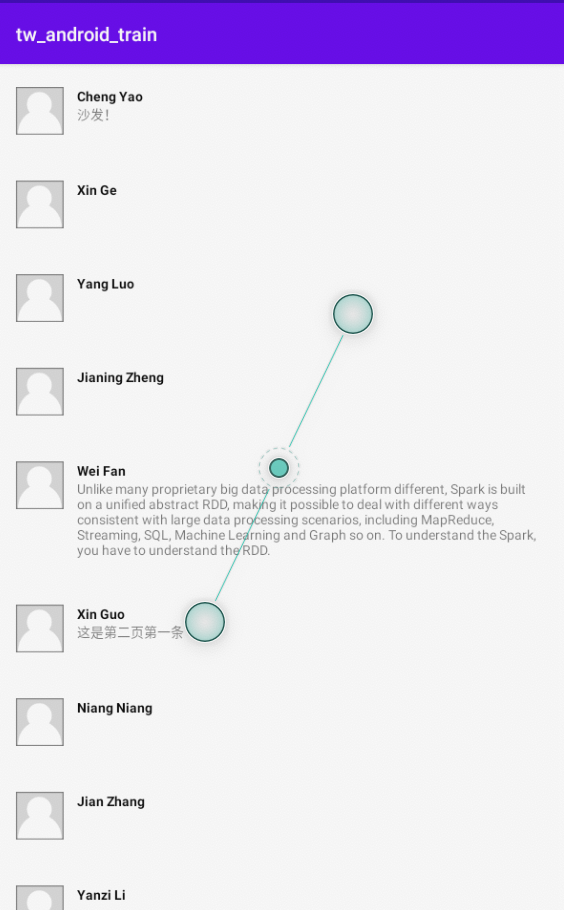 tw_android_train
Cheng Yao
沙发！
Xin Ge
Yang Luo
Jianing Zheng
Wei Fan
Unlike many proprietary big data processing platform different, Spark is built
on a unified abstract RDD, making it possible to deal with different ways
consistent with large data processing scenarios, including MapReduce,
Streaming, SQL, Machine Learning and Graph so on. To understand the Spark,
you have to understand the RDD.
Xin Guo
这是第二页第一条
Niang Niang
Jian Zhang
Yanzi Li